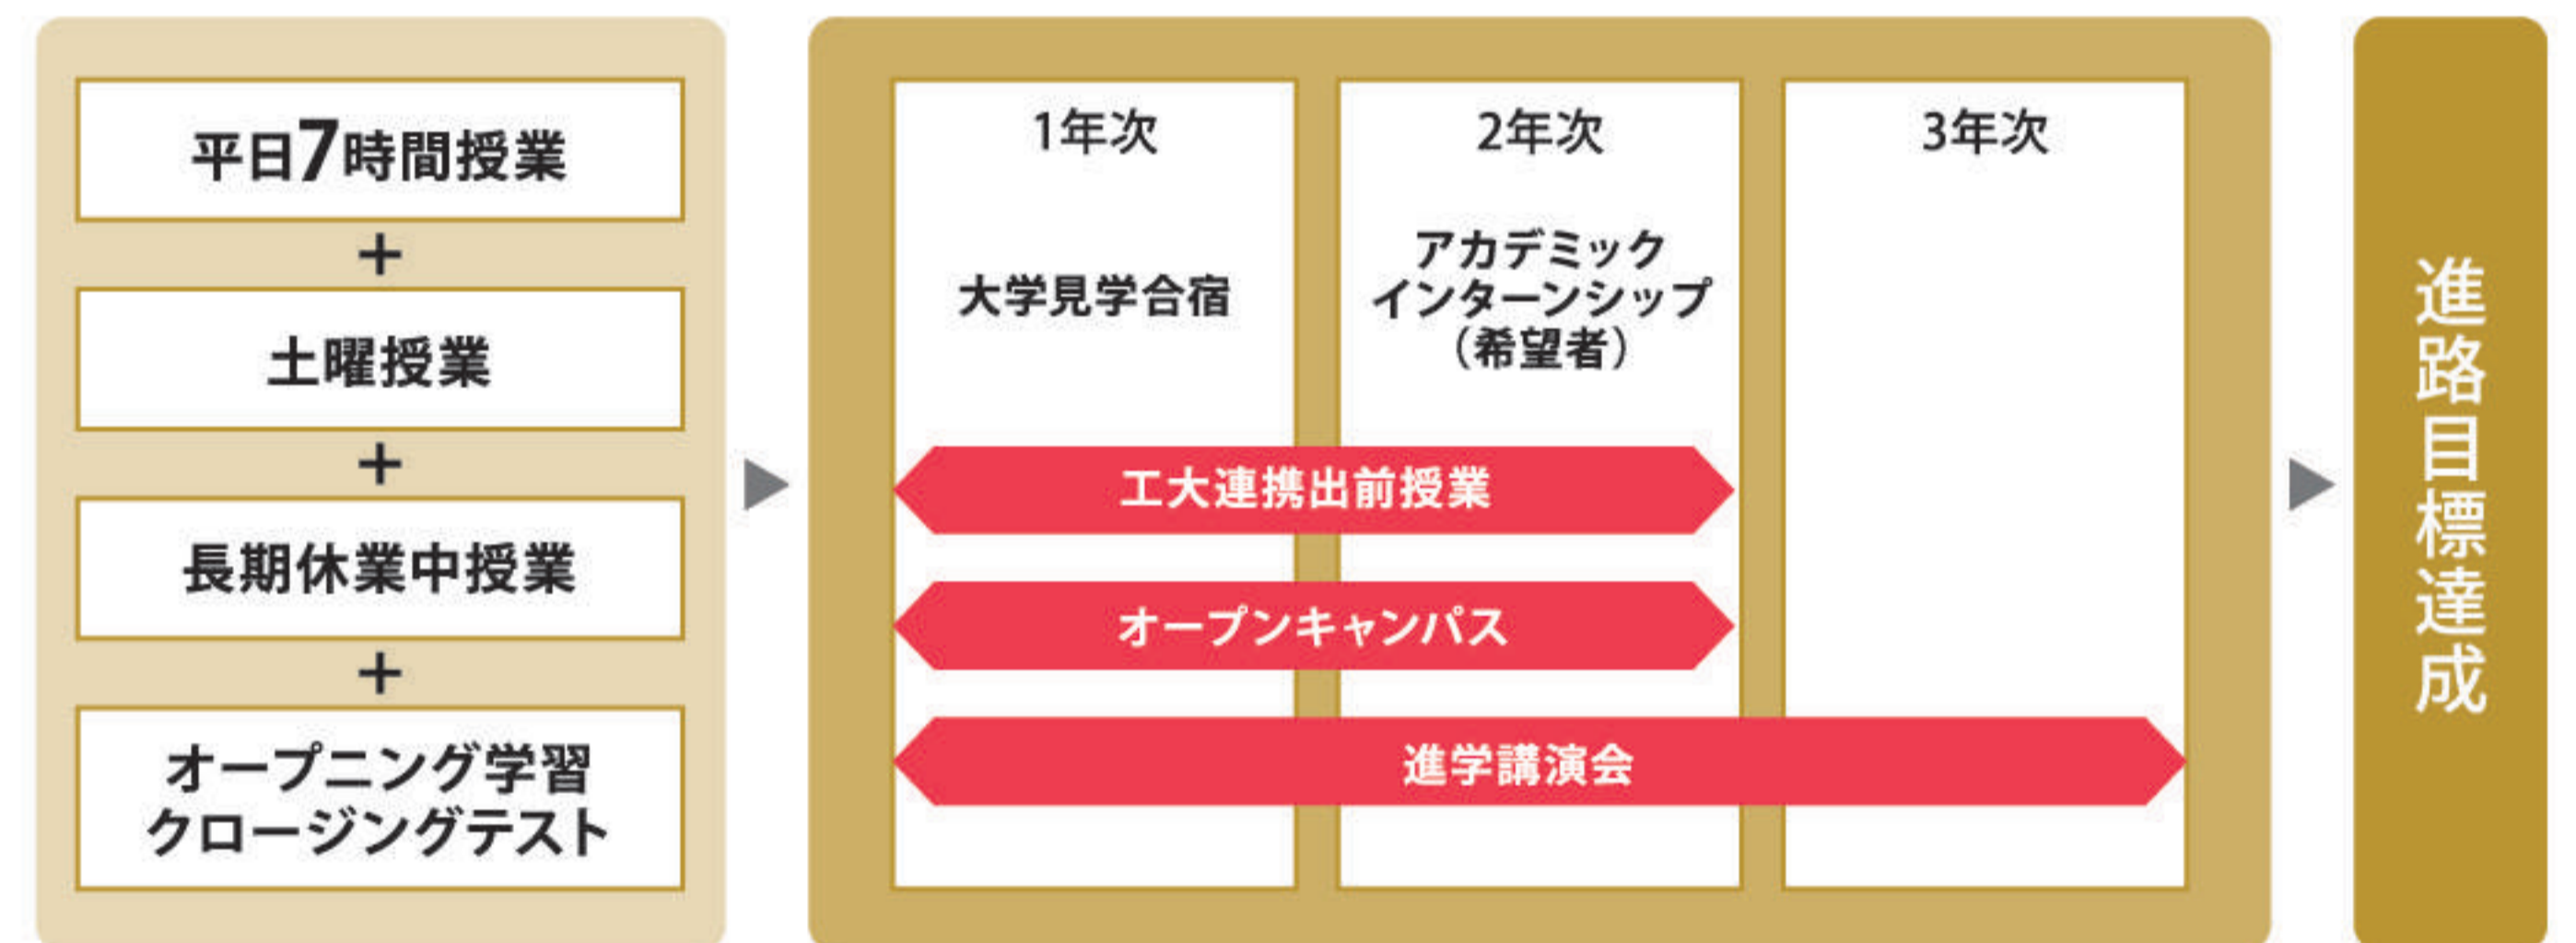 平日7時間授業
+
土曜授業
+
長期休業中授業
+
オープニング学習
クロージングテスト
1年次
大学見学合宿
2年次
アカデミック
インターンシップ
（希望者）
3年次
工大連携出前授業
オープンキャンパス
進学講演会
進路目標達成